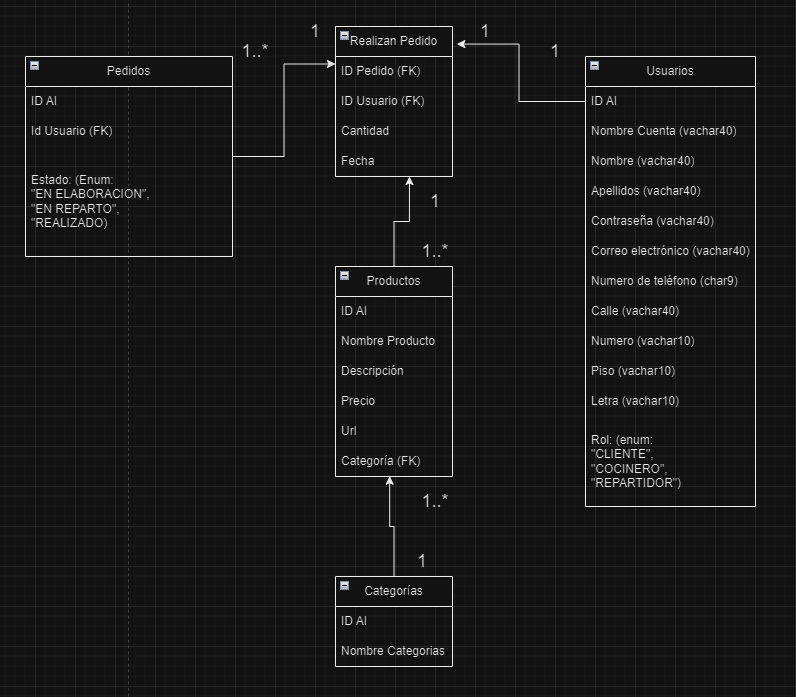 1
1
1..*
1
Realizan Pedido
ID Pedido (FK)
ID Usuario (FK)
Cantidad
Fecha
Pedidos
ID AI
Id Usuario (FK)
Estado: (Enum:
"EN ELABORACION",
"EN REPARTO",
"REALIZADO)
Usuarios
ID AI
Nombre Cuenta (vachar40)
Nombre (vachar40)
Apellidos (vachar40)
Contraseña (vachar40)
Correo electrónico (vachar40)
Numero de teléfono (char9)
Calle (vachar40)
Numero (vachar10)
Piso (vachar10)
Letra (vachar10)
Rol: (enum:
"CLIENTE",
"COCINERO",
"REPARTIDOR")
1
1..*
Productos
ID AI
Nombre Producto
Descripción
Precio
Url
Categoría (FK)
1..*
1
Categorías
ID AI
Nombre Categorias